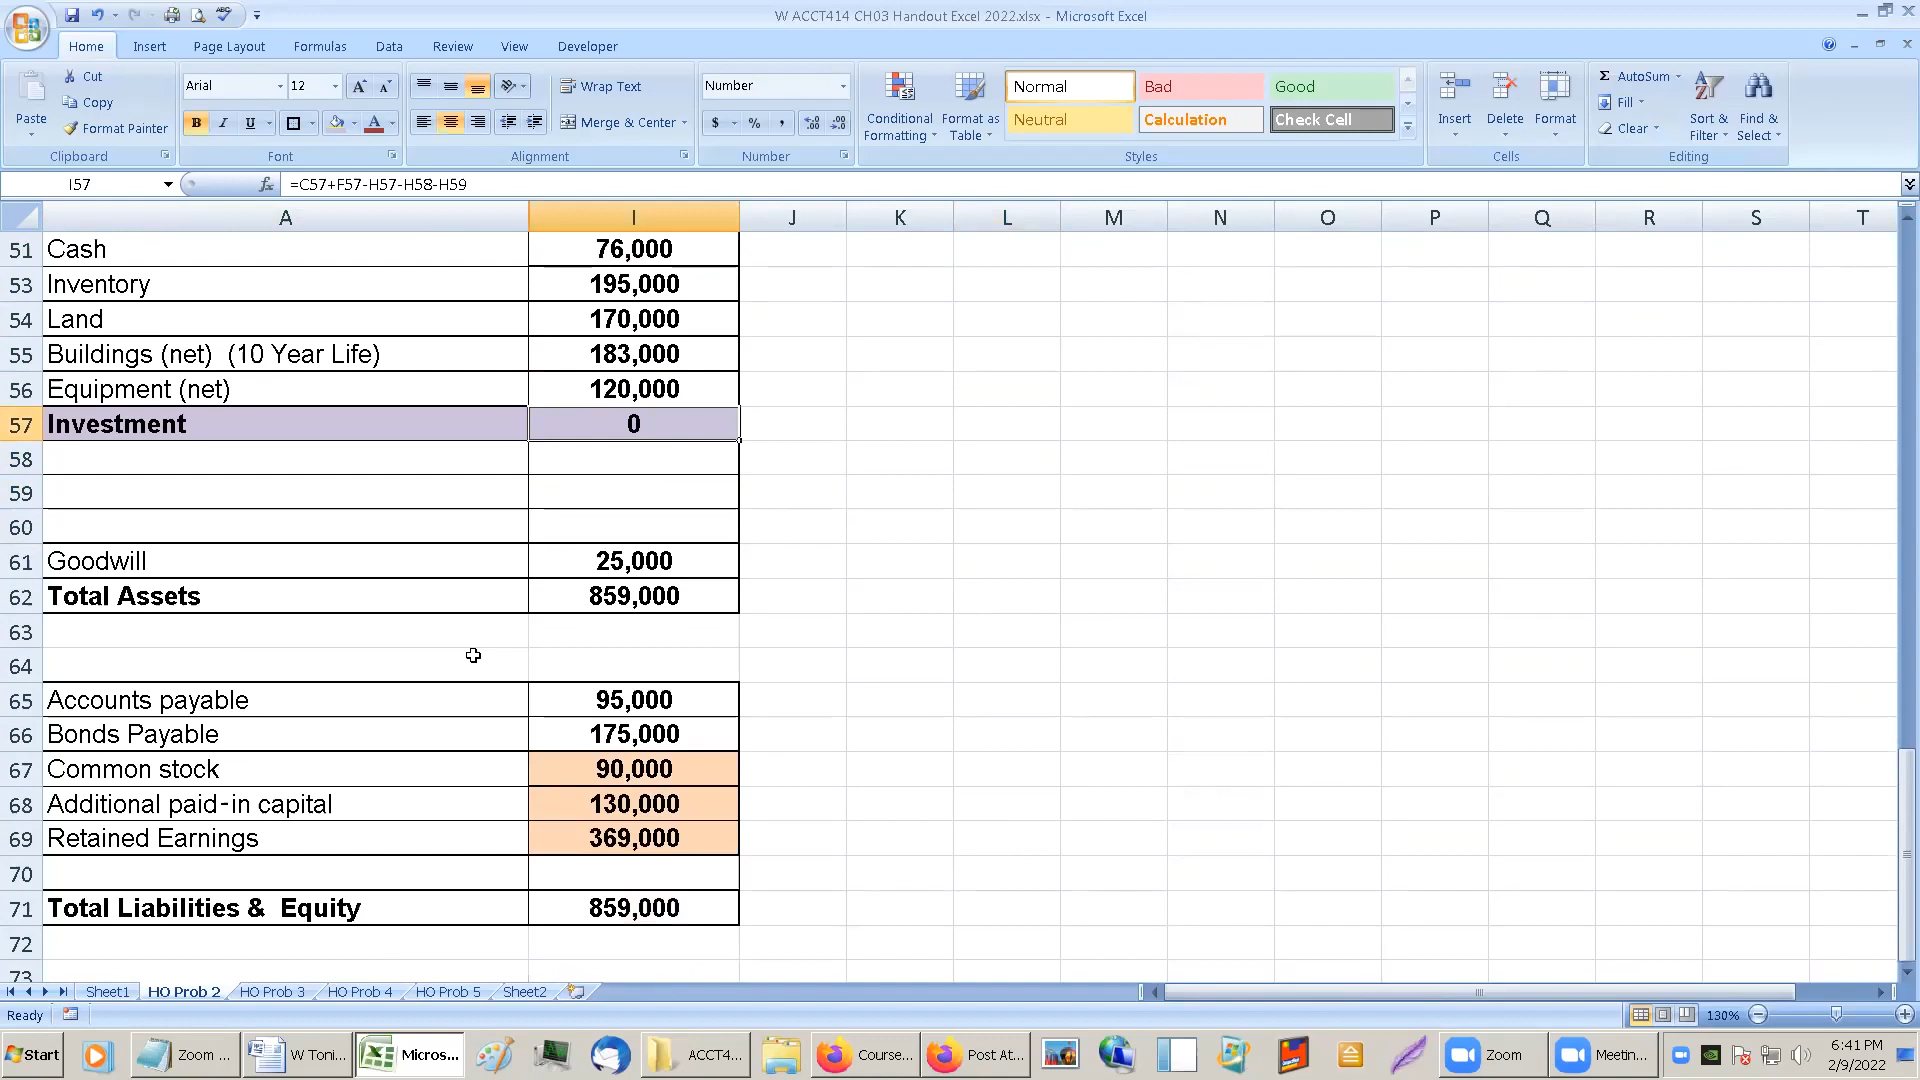 W ACCT414 CH03 Handout Excel 2022.xlsx - Microsoft Excel
Home Insert Page Layout Formulas Data Review View Developer
Paste
Cut
Copy
Format Painter
Clipboard
Arial 12
B I U A
Font
Wrap Text
Merge & Center
Alignment
Number
$ % ,
Number
Conditional Formatting
Format as Table
Normal Bad Good
Neutral Calculation Check Cell
Styles
Insert Delete Format
Cells
Σ AutoSum
Fill
Clear
Sort & Filter
Find & Select
Editing
I57 fx =C57+F57-H57-H58-H59
A I J K L M N O P Q R S T
51 Cash 76,000
53 Inventory 195,000
54 Land 170,000
55 Buildings (net) (10 Year Life) 183,000
56 Equipment (net) 120,000
57 Investment 0
58
59
60
61 Goodwill 25,000
62 Total Assets 859,000
63
64
65 Accounts payable 95,000
66 Bonds Payable 175,000
67 Common stock 90,000
68 Additional paid-in capital 130,000
69 Retained Earnings 369,000
70
71 Total Liabilities & Equity 859,000
72
73
Sheet1 HO Prob 2 HO Prob 3 HO Prob 4 HO Prob 5 Sheet2
Ready 130%
Start Zoom ... W Toni... Micros... ACCT4... Course... Post At... Zoom Meetin...
6:41 PM
2/9/2022